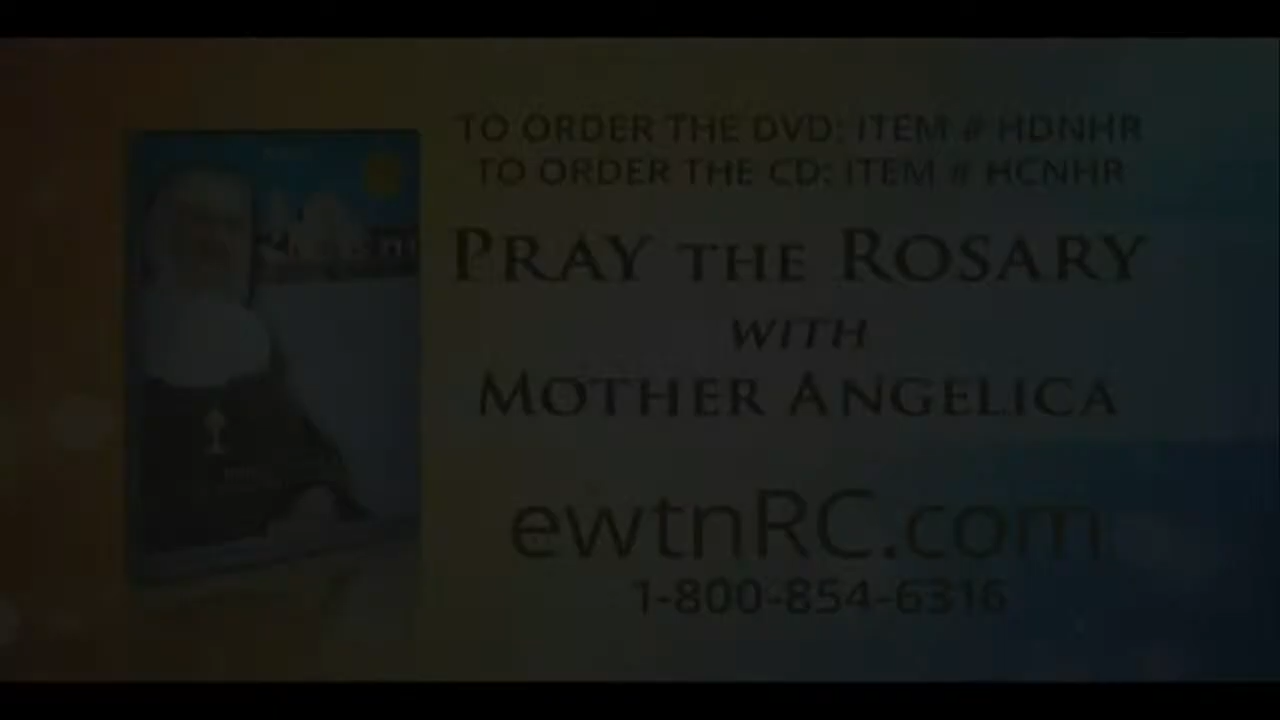 TO ORDER THE DVD: ITEM # HDNHR
TO ORDER THE CD: ITEM # HCNHR
PRAY THE ROSARY
WITH
MOTHER ANGELICA
ewtnRC.com
1-800-854-6316